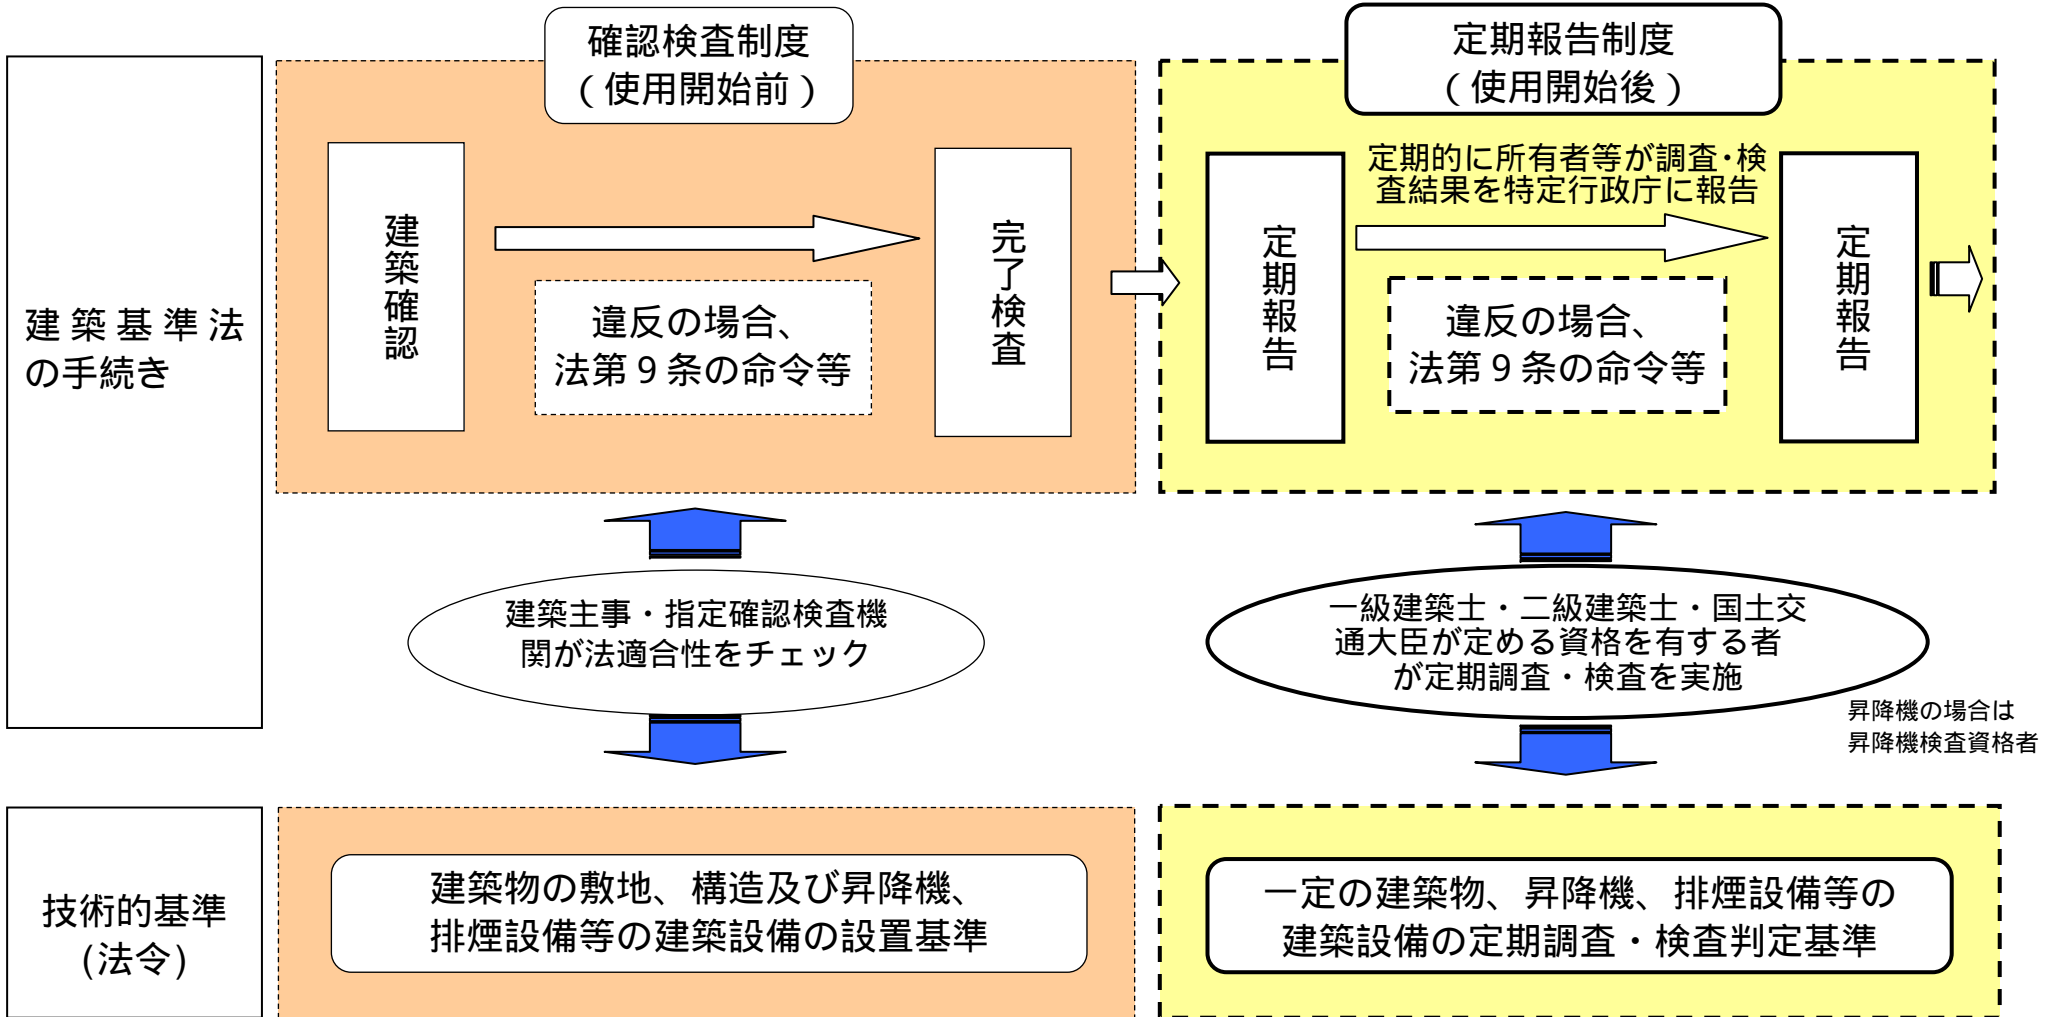 確認検査制度
（使用開始前）
定期報告制度
（使用開始後）
建築基準法
の手続き
建築確認
違反の場合、
法第９条の命令等
完了検査
定期報告
定期的に所有者等が調査・検
査結果を特定行政庁に報告
違反の場合、
法第９条の命令等
定期報告
建築主事・指定確認検査機
関が法適合性をチェック
一級建築士・二級建築士・国土交
通大臣が定める資格を有する者
が定期調査・検査を実施
昇降機の場合は
昇降機検査資格者
技術的基準
(法令)
建築物の敷地、構造及び昇降機、
排煙設備等の建築設備の設置基準
一定の建築物、昇降機、排煙設備等の
建築設備の定期調査・検査判定基準